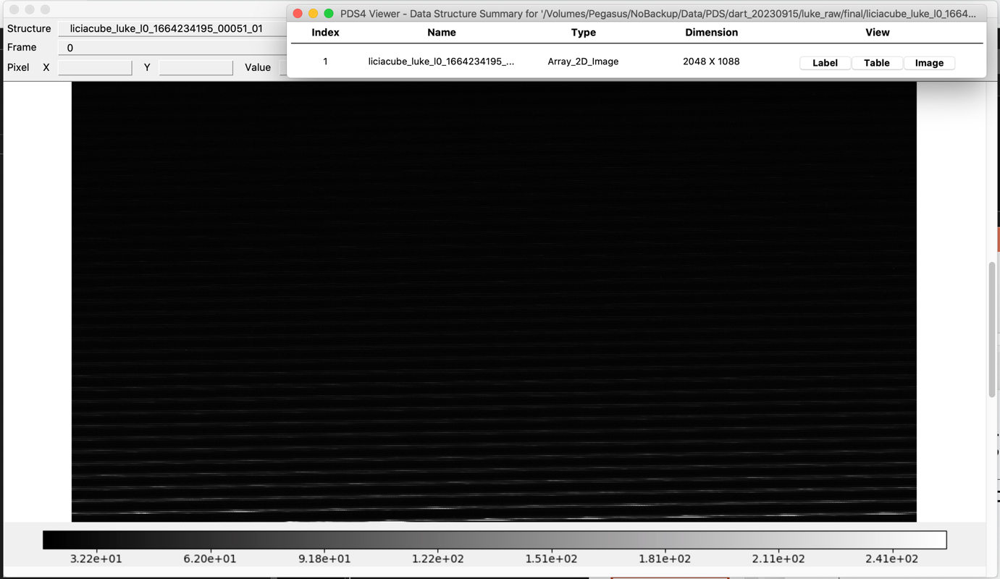 PDS4 Viewer - Data Structure Summary for '/Volumes/Pegasus/NoBackup/Data/PDS/dart_20230915/luke_raw/final/liciacube_luke_l0_1664...
Index Name Type Dimension View
1 liciacube_luke_l0_1664234195_... Array_2D_Image 2048 X 1088 Label Table Image
Structure liciacube_luke_l0_1664234195_00051_01
Frame 0
Pixel X Y Value
3.22e+01 6.20e+01 9.18e+01 1.22e+02 1.51e+02 1.81e+02 2.11e+02 2.41e+02